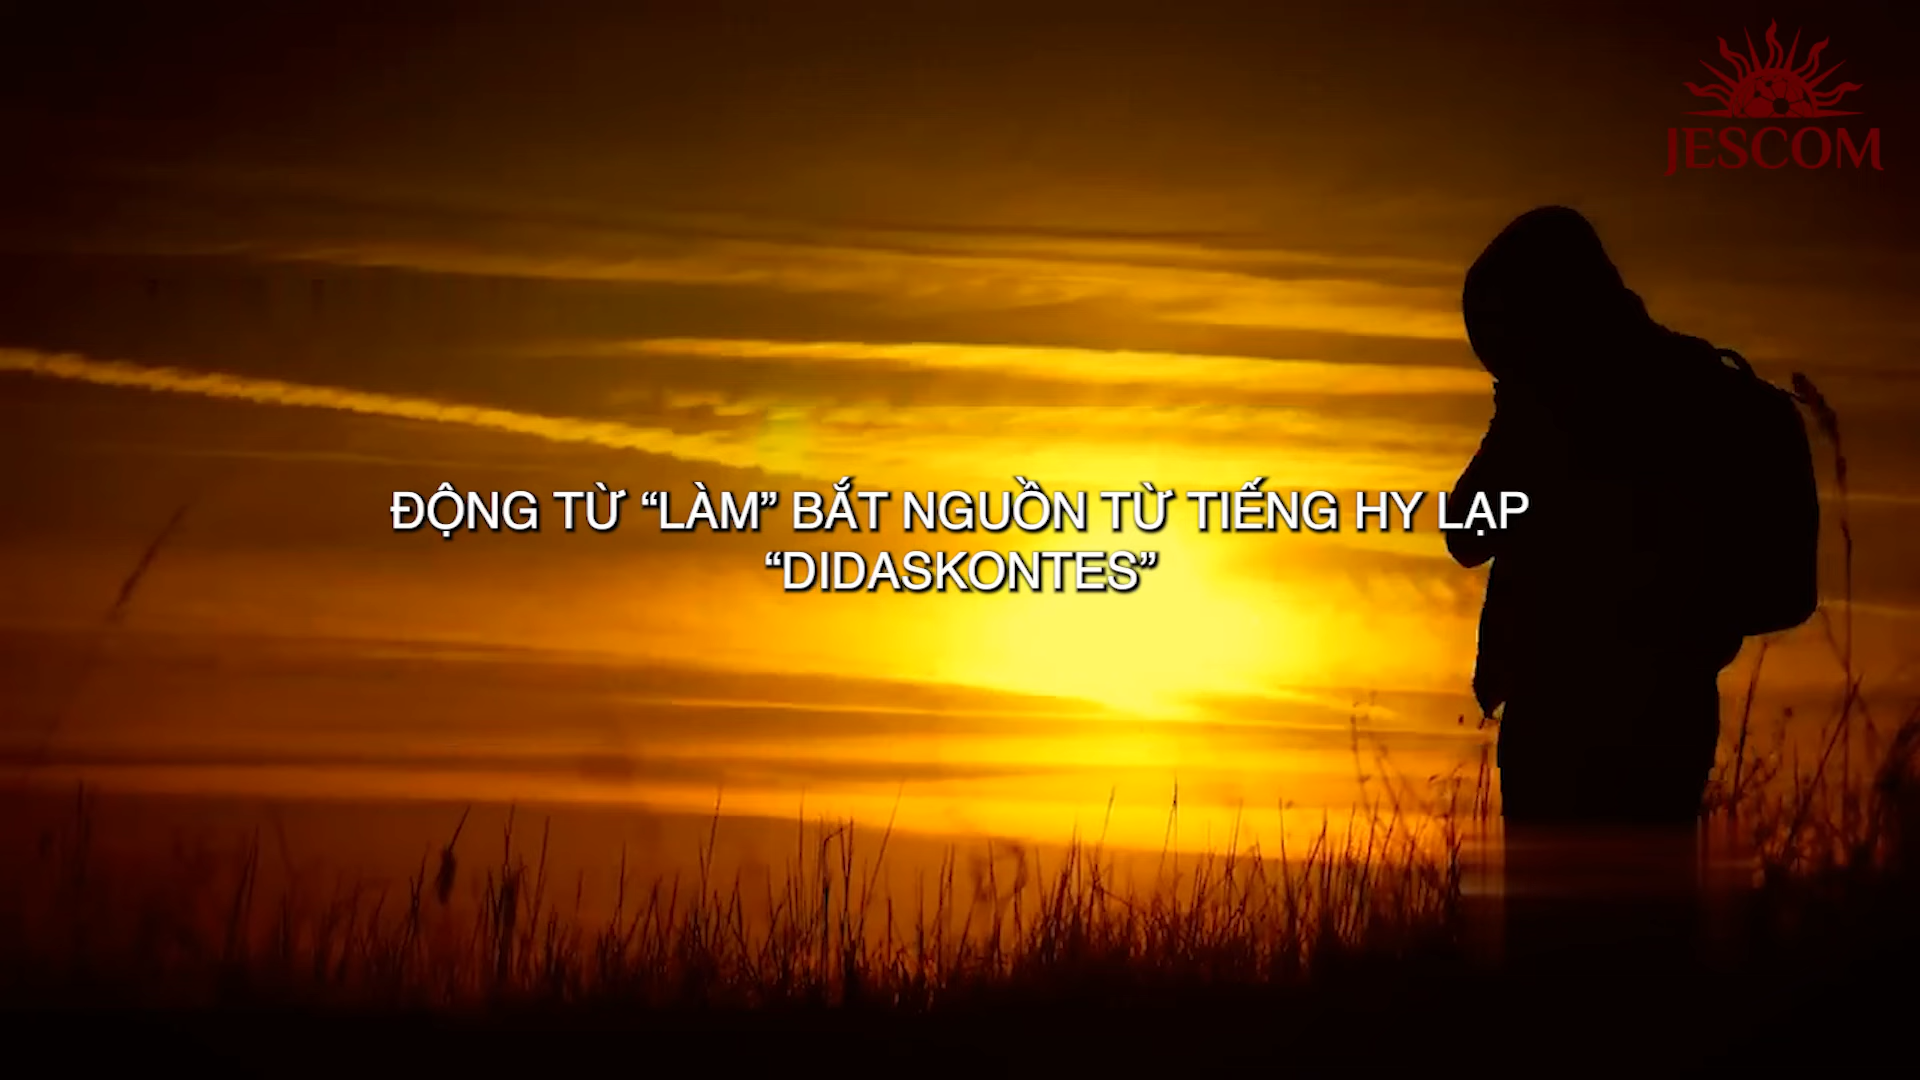 JESCOM
ĐỘNG TỪ “LÀM” BẮT NGUỒN TỪ TIẾNG HY LẠP
“DIDASKONTES”